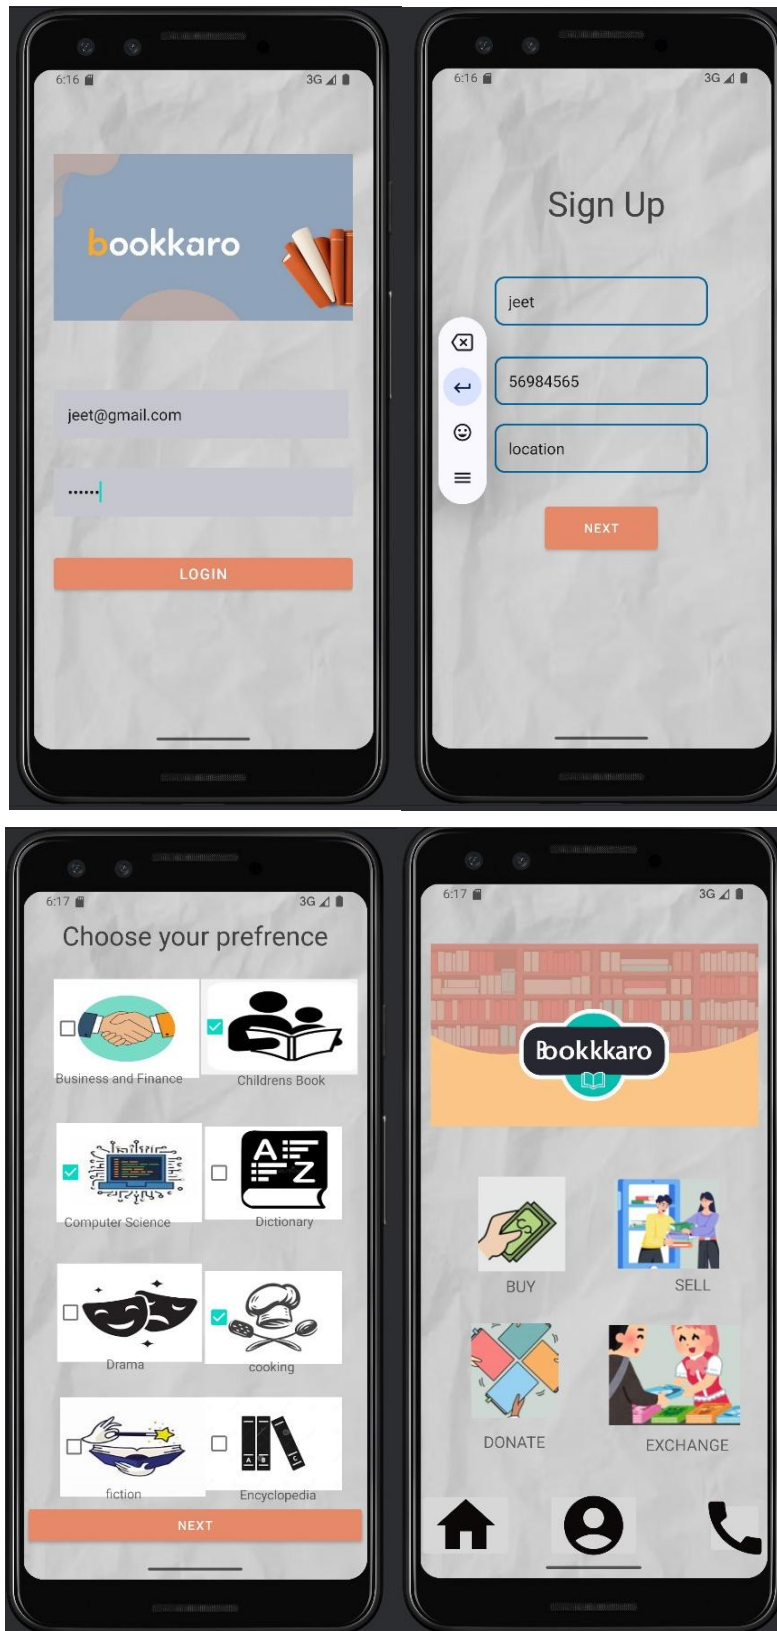 6:16 3G
bookkaro
jeet@gmail.com
••••••
LOGIN
6:16 3G
Sign Up
jeet
56984565
location
NEXT
6:17 3G
Choose your prefrence
Business and Finance
Childrens Book
A
Z
Computer Science
Dictionary
Drama
cooking
A B C
fiction
Encyclopedia
NEXT
6:17 3G
Bookkkaro
BUY
SELL
DONATE
EXCHANGE